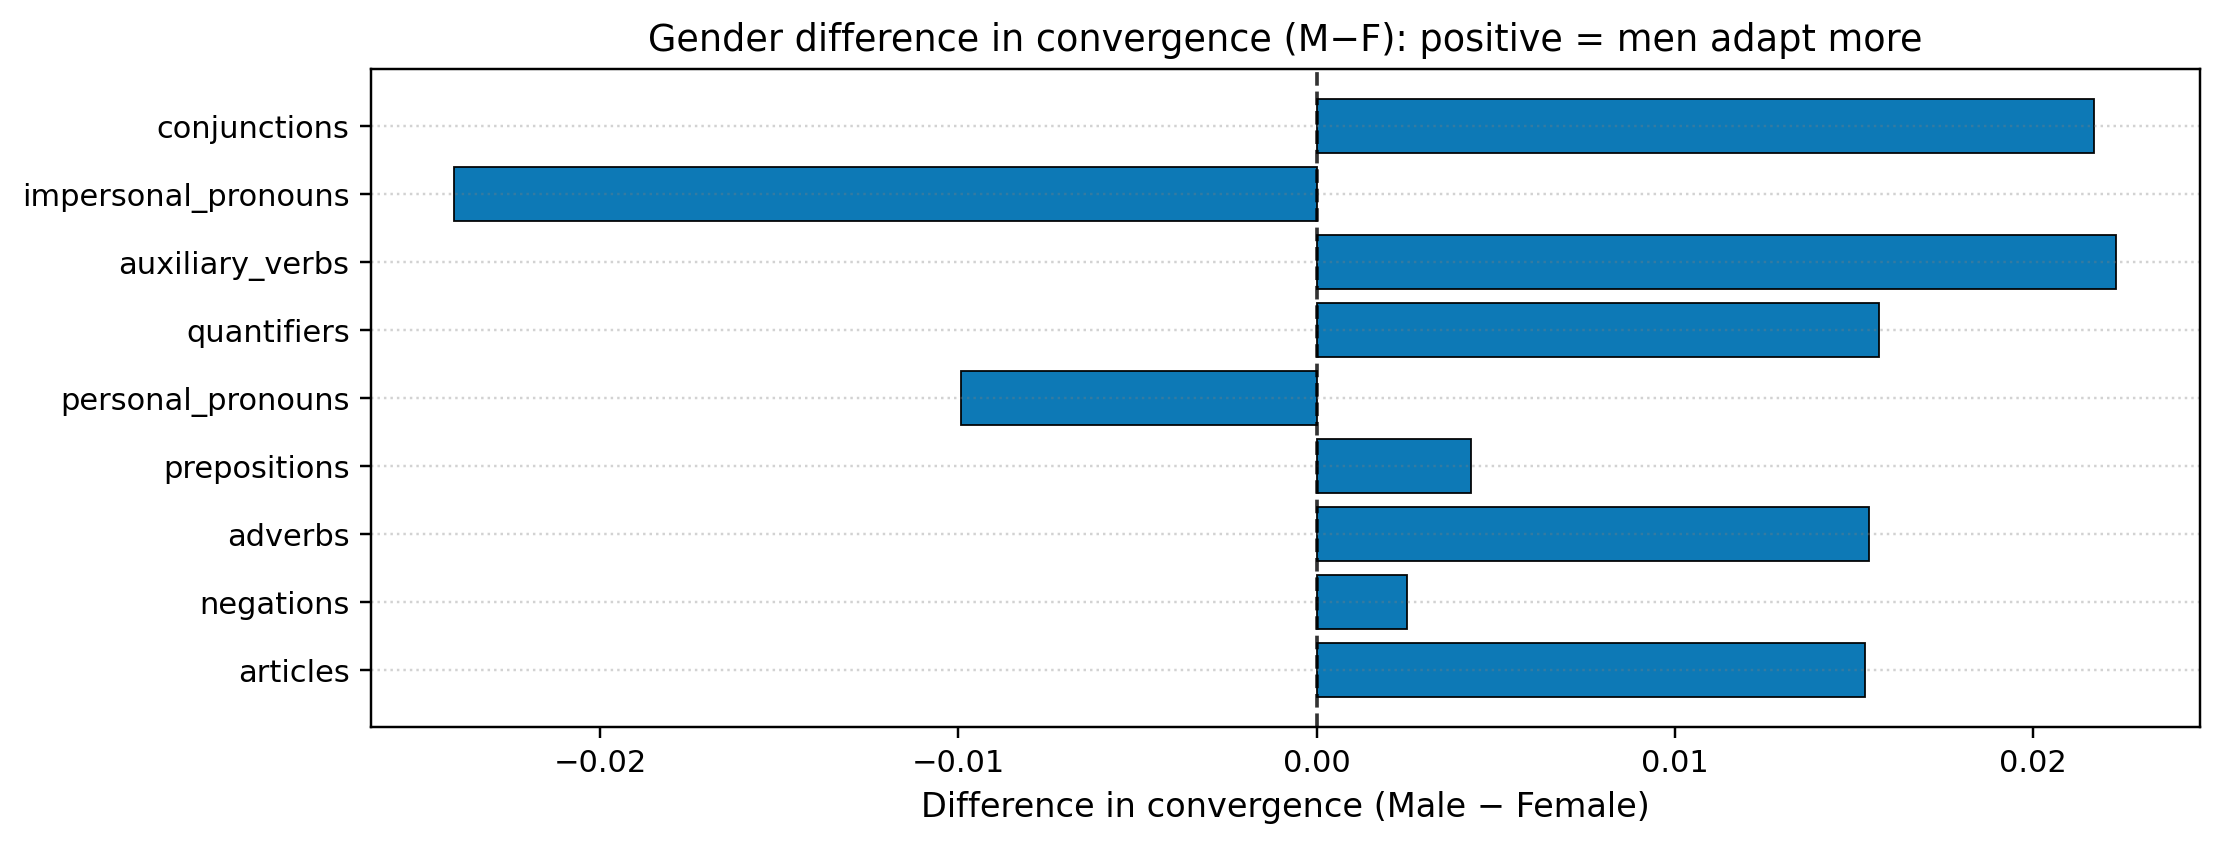 Gender difference in convergence (M−F): positive = men adapt more
conjunctions
impersonal_pronouns
auxiliary_verbs
quantifiers
personal_pronouns
prepositions
adverbs
negations
articles
−0.02 −0.01 0.00 0.01 0.02
Difference in convergence (Male − Female)